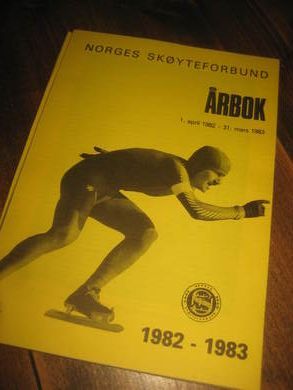 NORGES SKØYTEFORBUND
ÅRBOK
1. april 1982 - 31. mars 1983
1982 - 1983